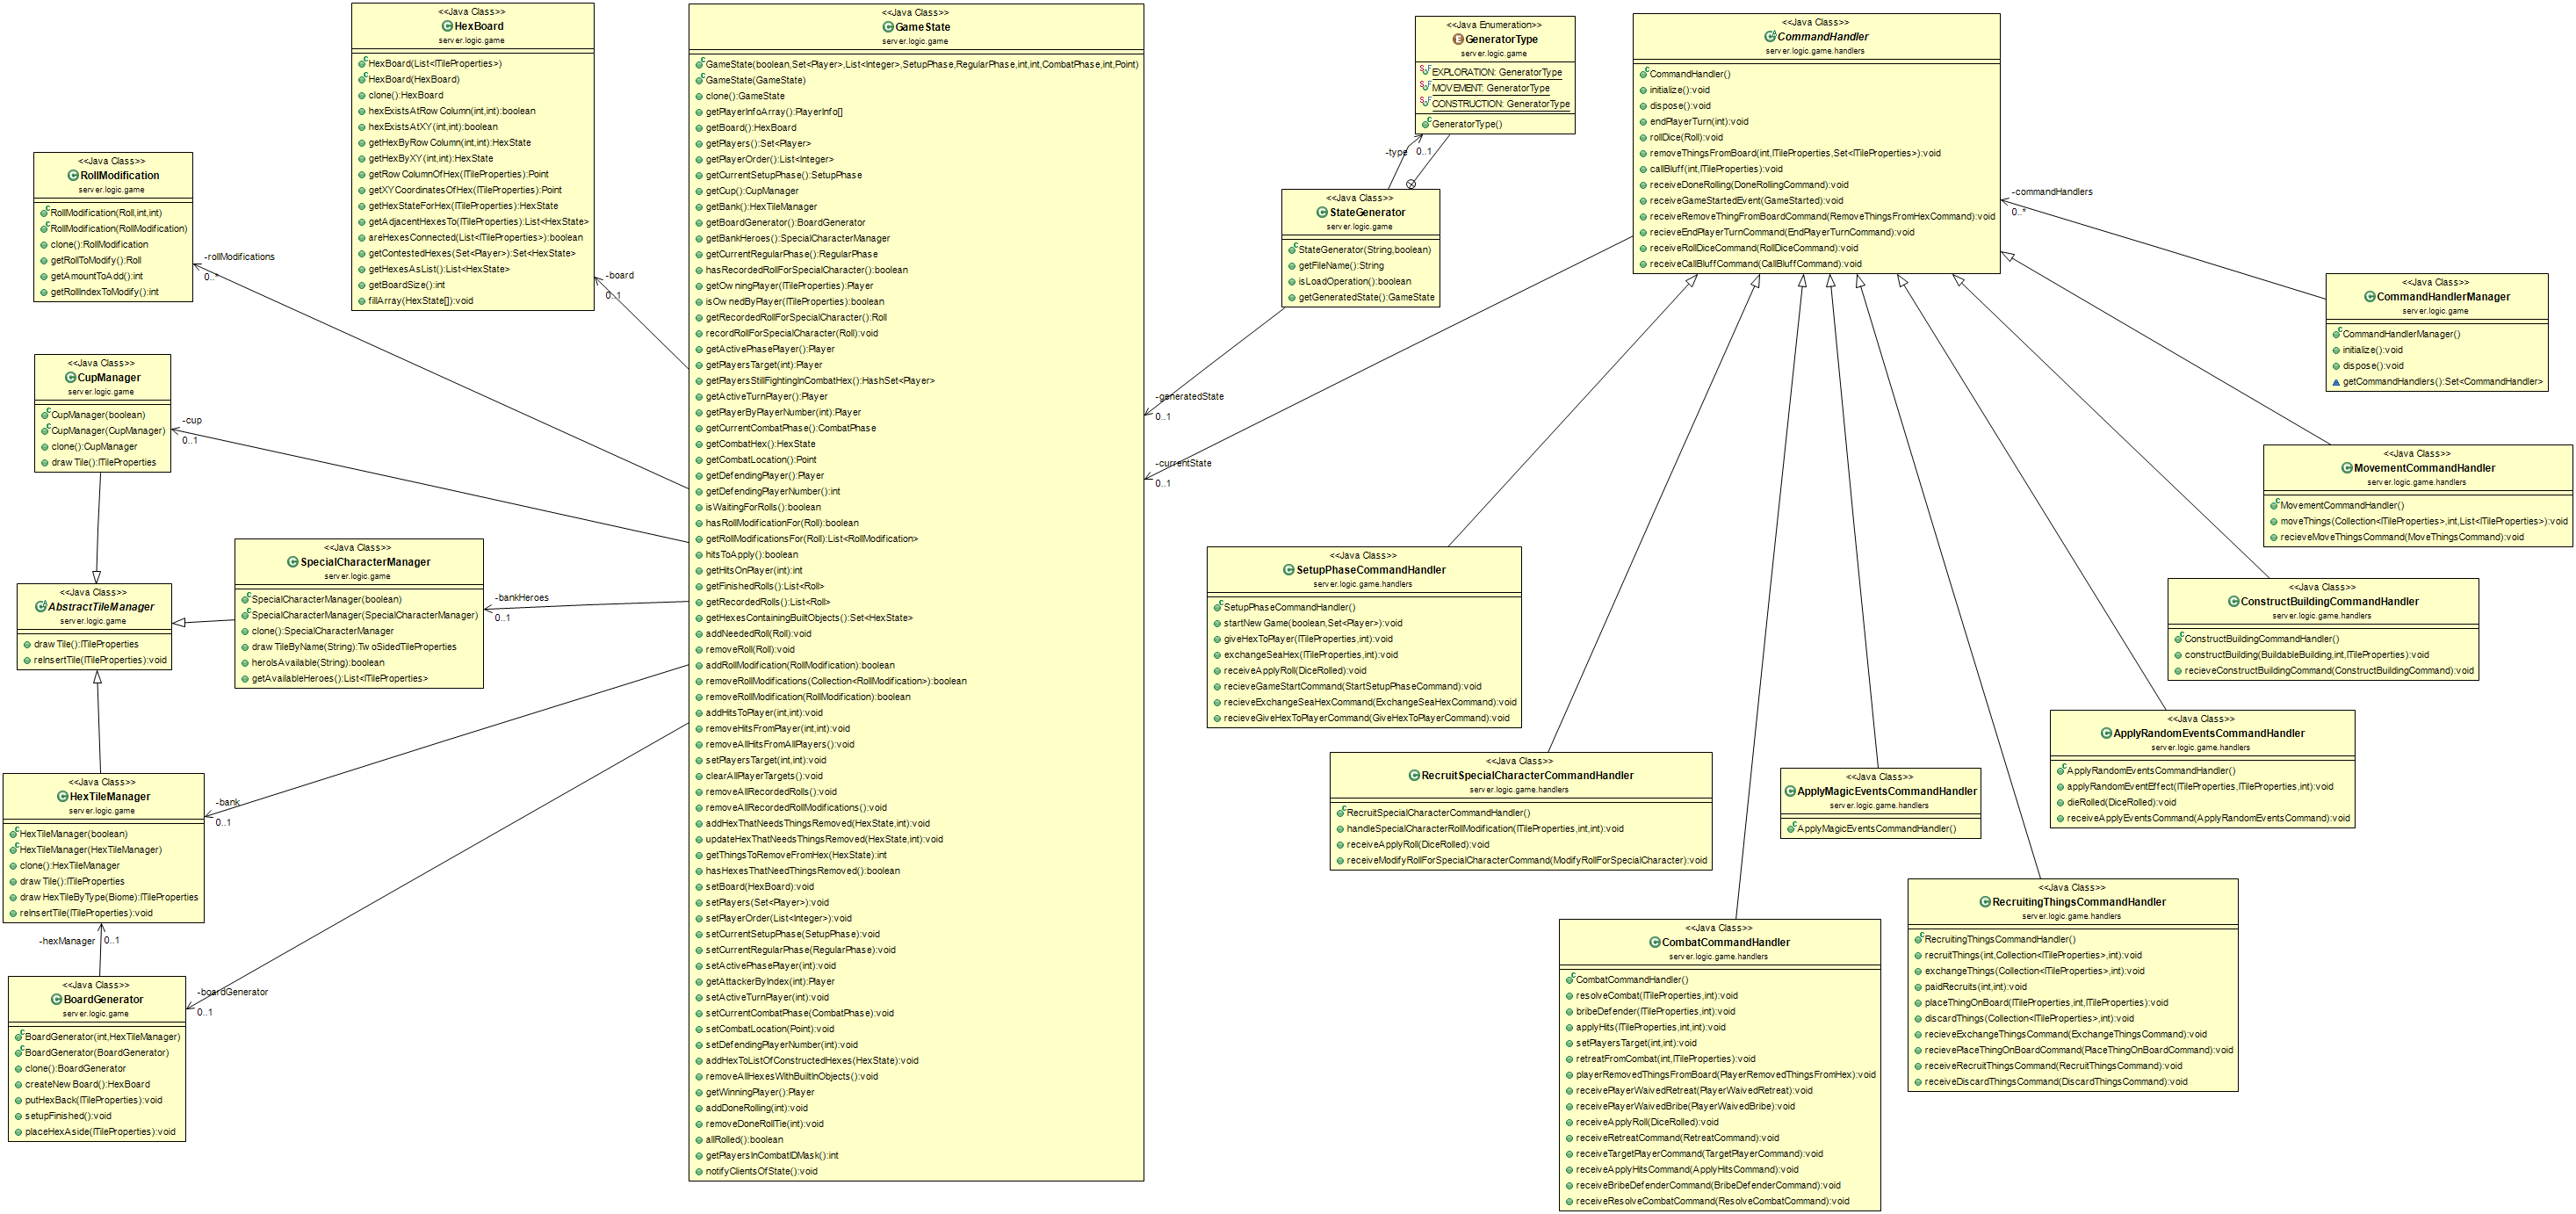 <<Java Class>>
HexBoard
server.logic.game
HexBoard(List<ITileProperties>)
HexBoard(HexBoard)
clone():HexBoard
hexExistsAtRowColumn(int,int):boolean
hexExistsAtXY(int,int):boolean
getHexByRowColumn(int,int):HexState
getHexByXY(int,int):HexState
getRowColumnOfHex(ITileProperties):Point
getXYCoordinatesOfHex(ITileProperties):Point
getHexStateForHex(ITileProperties):HexState
getAdjacentHexesTo(ITileProperties):List<HexState>
areHexesConnected(List<ITileProperties>):boolean
getContestedHexes(Set<Player>):Set<HexState>
getHexesAsList():List<HexState>
getBoardSize():int
fillArray(HexState[]):void
<<Java Class>>
RollModification
server.logic.game
RollModification(Roll,int,int)
RollModification(RollModification)
clone():RollModification
getRollToModify():Roll
getAmountToAdd():int
getRollIndexToModify():int
-rollModifications
0..*
-board
0..1
<<Java Class>>
CupManager
server.logic.game
CupManager(boolean)
CupManager(CupManager)
clone():CupManager
drawTile():ITileProperties
-cup
0..1
<<Java Class>>
AbstractTileManager
server.logic.game
drawTile():ITileProperties
reInsertTile(ITileProperties):void
<<Java Class>>
SpecialCharacterManager
server.logic.game
SpecialCharacterManager(boolean)
SpecialCharacterManager(SpecialCharacterManager)
clone():SpecialCharacterManager
drawTileByName(String):TwoSidedTileProperties
heroIsAvailable(String):boolean
getAvailableHeroes():List<ITileProperties>
-bankHeroes
0..1
<<Java Class>>
HexTileManager
server.logic.game
HexTileManager(boolean)
HexTileManager(HexTileManager)
clone():HexTileManager
drawTile():ITileProperties
drawHexTileByType(Biome):ITileProperties
reInsertTile(ITileProperties):void
-bank
0..1
-hexManager
0..1
<<Java Class>>
BoardGenerator
server.logic.game
BoardGenerator(int,HexTileManager)
BoardGenerator(BoardGenerator)
clone():BoardGenerator
createNewBoard():HexBoard
putHexBack(ITileProperties):void
setupFinished():void
placeHexAside(ITileProperties):void
-boardGenerator
0..1
<<Java Class>>
GameState
server.logic.game
GameState(boolean,Set<Player>,List<Integer>,SetupPhase,RegularPhase,int,int,CombatPhase,int,Point)
GameState(GameState)
clone():GameState
getPlayerInfoArray():PlayerInfo[]
getBoard():HexBoard
getPlayers():Set<Player>
getPlayerOrder():List<Integer>
getCurrentSetupPhase():SetupPhase
getCup():CupManager
getBank():HexTileManager
getBoardGenerator():BoardGenerator
getBankHeroes():SpecialCharacterManager
getCurrentRegularPhase():RegularPhase
hasRecordedRollForSpecialCharacter():boolean
getOwningPlayer(ITileProperties):Player
isOwnedByPlayer(ITileProperties):boolean
getRecordedRollForSpecialCharacter():Roll
recordRollForSpecialCharacter(Roll):void
getActivePhasePlayer():Player
getPlayersTarget(int):Player
getPlayersStillFightingInCombatHex():HashSet<Player>
getActiveTurnPlayer():Player
getPlayerByPlayerNumber(int):Player
getCurrentCombatPhase():CombatPhase
getCombatHex():HexState
getCombatLocation():Point
getDefendingPlayer():Player
getDefendingPlayerNumber():int
isWaitingForRolls():boolean
hasRollModificationFor(Roll):boolean
getRollModificationsFor(Roll):List<RollModification>
hitsToApply():boolean
getHitsOnPlayer(int):int
getFinishedRolls():List<Roll>
getRecordedRolls():List<Roll>
getHexesContainingBuiltObjects():Set<HexState>
addNeededRoll(Roll):void
removeRoll(Roll):void
addRollModification(RollModification):boolean
removeRollModifications(Collection<RollModification>):boolean
removeRollModification(RollModification):boolean
addHitsToPlayer(int,int):void
removeHitsFromPlayer(int,int):void
removeAllHitsFromAllPlayers():void
setPlayersTarget(int,int):void
clearAllPlayerTargets():void
removeAllRecordedRolls():void
removeAllRecordedRollModifications():void
addHexThatNeedsThingsRemoved(HexState,int):void
updateHexThatNeedsThingsRemoved(HexState,int):void
getThingsToRemoveFromHex(HexState):int
hasHexesThatNeedThingsRemoved():boolean
setBoard(HexBoard):void
setPlayers(Set<Player>):void
setPlayerOrder(List<Integer>):void
setCurrentSetupPhase(SetupPhase):void
setCurrentRegularPhase(RegularPhase):void
setActivePhasePlayer(int):void
getAttackerByIndex(int):Player
setActiveTurnPlayer(int):void
setCurrentCombatPhase(CombatPhase):void
setCombatLocation(Point):void
setDefendingPlayerNumber(int):void
addHexToListOfConstructedHexes(HexState):void
removeAllHexesWithBuiltInObjects():void
getWinningPlayer():Player
addDoneRolling(int):void
removeDoneRollTie(int):void
allRolled():boolean
getPlayersInCombatIDMask():int
notifyClientsOfState():void
<<Java Enumeration>>
GeneratorType
server.logic.game
EXPLORATION: GeneratorType
MOVEMENT: GeneratorType
CONSTRUCTION: GeneratorType
GeneratorType()
-type
0..1
<<Java Class>>
StateGenerator
server.logic.game
StateGenerator(String,boolean)
getFileName():String
isLoadOperation():boolean
getGeneratedState():GameState
-generatedState
0..1
-currentState
0..1
<<Java Class>>
CommandHandler
server.logic.game.handlers
CommandHandler()
initialize():void
dispose():void
endPlayerTurn(int):void
rollDice(Roll):void
removeThingsFromBoard(int,ITileProperties,Set<ITileProperties>):void
callBluff(int,ITileProperties):void
receiveDoneRolling(DoneRollingCommand):void
receiveGameStartedEvent(GameStarted):void
receiveRemoveThingFromBoardCommand(RemoveThingsFromHexCommand):void
recieveEndPlayerTurnCommand(EndPlayerTurnCommand):void
receiveRollDiceCommand(RollDiceCommand):void
receiveCallBluffCommand(CallBluffCommand):void
-commandHandlers
0..*
<<Java Class>>
CommandHandlerManager
server.logic.game
CommandHandlerManager()
initialize():void
dispose():void
getCommandHandlers():Set<CommandHandler>
<<Java Class>>
MovementCommandHandler
server.logic.game.handlers
MovementCommandHandler()
moveThings(Collection<ITileProperties>,int,List<ITileProperties>):void
recieveMoveThingsCommand(MoveThingsCommand):void
<<Java Class>>
SetupPhaseCommandHandler
server.logic.game.handlers
SetupPhaseCommandHandler()
startNewGame(boolean,Set<Player>):void
giveHexToPlayer(ITileProperties,int):void
exchangeSeaHex(ITileProperties,int):void
receiveApplyRoll(DiceRolled):void
recieveGameStartCommand(StartSetupPhaseCommand):void
recieveExchangeSeaHexCommand(ExchangeSeaHexCommand):void
recieveGiveHexToPlayerCommand(GiveHexToPlayerCommand):void
<<Java Class>>
ConstructBuildingCommandHandler
server.logic.game.handlers
ConstructBuildingCommandHandler()
constructBuilding(BuildableBuilding,int,ITileProperties):void
recieveConstructBuildingCommand(ConstructBuildingCommand):void
<<Java Class>>
ApplyRandomEventsCommandHandler
server.logic.game.handlers
ApplyRandomEventsCommandHandler()
applyRandomEventEffect(ITileProperties,ITileProperties,int):void
dieRolled(DiceRolled):void
receiveApplyEventsCommand(ApplyRandomEventsCommand):void
<<Java Class>>
RecruitSpecialCharacterCommandHandler
server.logic.game.handlers
RecruitSpecialCharacterCommandHandler()
handleSpecialCharacterRollModification(ITileProperties,int,int):void
receiveApplyRoll(DiceRolled):void
receiveModifyRollForSpecialCharacterCommand(ModifyRollForSpecialCharacter):void
<<Java Class>>
ApplyMagicEventsCommandHandler
server.logic.game.handlers
ApplyMagicEventsCommandHandler()
<<Java Class>>
RecruitingThingsCommandHandler
server.logic.game.handlers
RecruitingThingsCommandHandler()
recruitThings(int,Collection<ITileProperties>,int):void
exchangeThings(Collection<ITileProperties>,int):void
paidRecruits(int,int):void
placeThingOnBoard(ITileProperties,int,ITileProperties):void
discardThings(Collection<ITileProperties>,int):void
recieveExchangeThingsCommand(ExchangeThingsCommand):void
recievePlaceThingOnBoardCommand(PlaceThingOnBoardCommand):void
receiveRecruitThingsCommand(RecruitThingsCommand):void
receiveDiscardThingsCommand(DiscardThingsCommand):void
<<Java Class>>
CombatCommandHandler
server.logic.game.handlers
CombatCommandHandler()
resolveCombat(ITileProperties,int):void
bribeDefender(ITileProperties,int):void
applyHits(ITileProperties,int,int):void
setPlayersTarget(int,int):void
retreatFromCombat(int,ITileProperties):void
playerRemovedThingsFromBoard(PlayerRemovedThingsFromHex):void
receivePlayerWaivedRetreat(PlayerWaivedRetreat):void
receivePlayerWaivedBribe(PlayerWaivedBribe):void
receiveApplyRoll(DiceRolled):void
receiveRetreatCommand(RetreatCommand):void
receiveTargetPlayerCommand(TargetPlayerCommand):void
receiveApplyHitsCommand(ApplyHitsCommand):void
receiveBribeDefenderCommand(BribeDefenderCommand):void
receiveResolveCombatCommand(ResolveCombatCommand):void